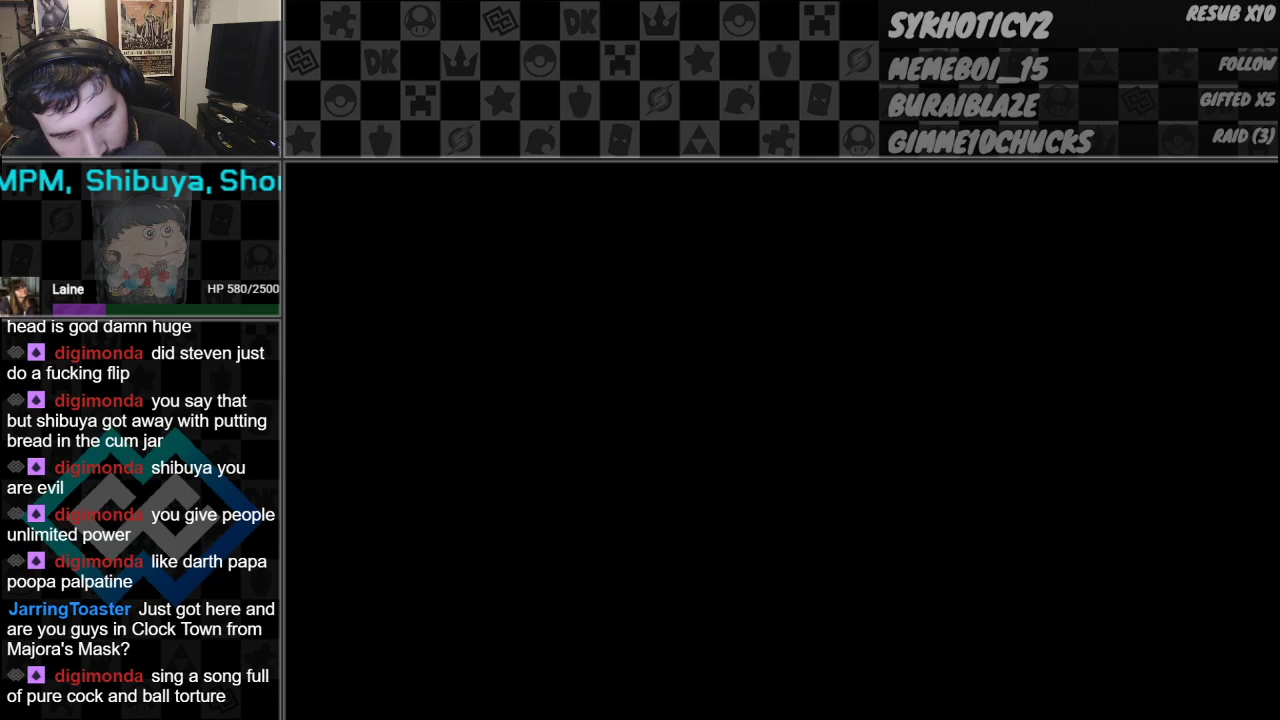 SYKHOTICV2 RESUB X10
MEMEBOI_15 FOLLOW
BURAIBLAZE GIFTED X5
GIMME10CHUCKS RAID (3)
MPM, Shibuya, Sho
Laine HP 580/2500
head is god damn huge
digimonda did steven just
do a fucking flip
digimonda you say that
but shibuya got away with putting
bread in the cum jar
digimonda shibuya you
are evil
digimonda you give people
unlimited power
digimonda like darth papa
poopa palpatine
JarringToaster Just got here and
are you guys in Clock Town from
Majora's Mask?
digimonda sing a song full
of pure cock and ball torture